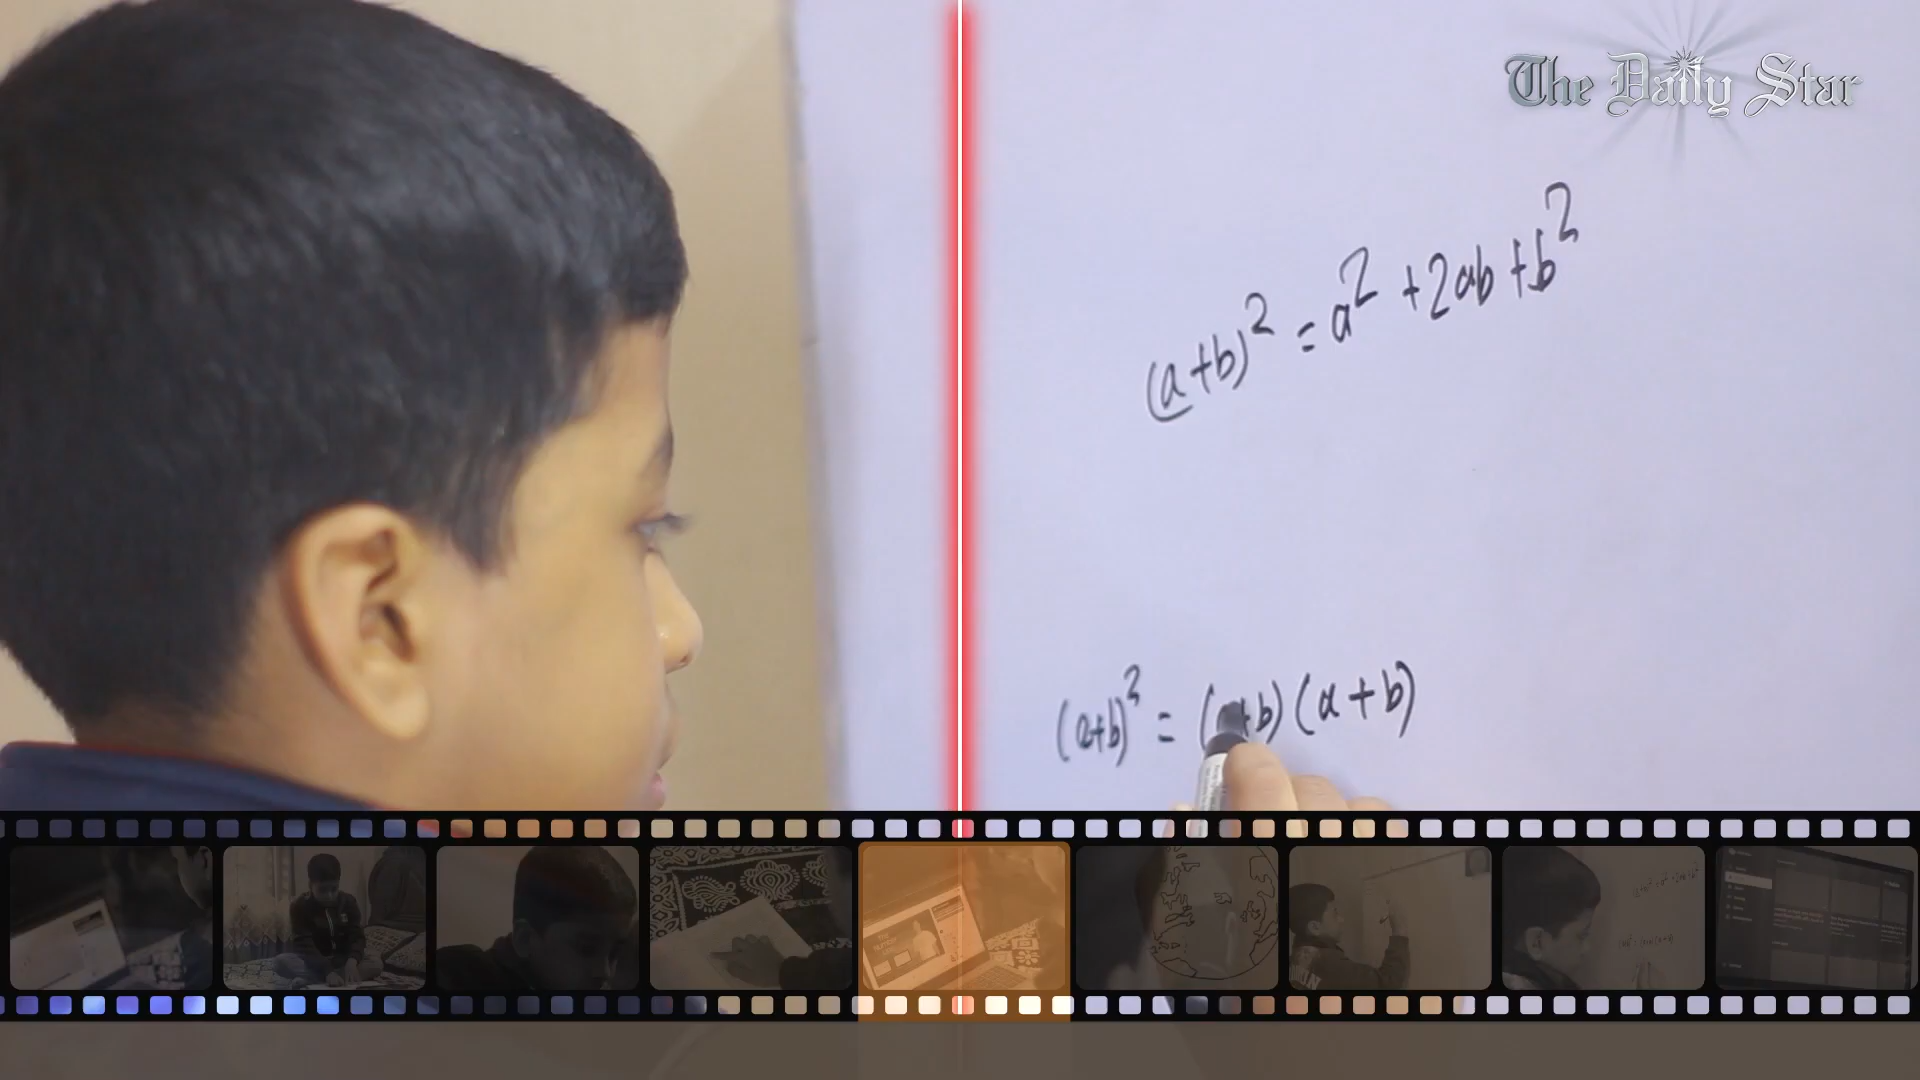 The Daily Star
(a+b)² = a² + 2ab + b²
(a+b)³ = (a+b)(a+b)